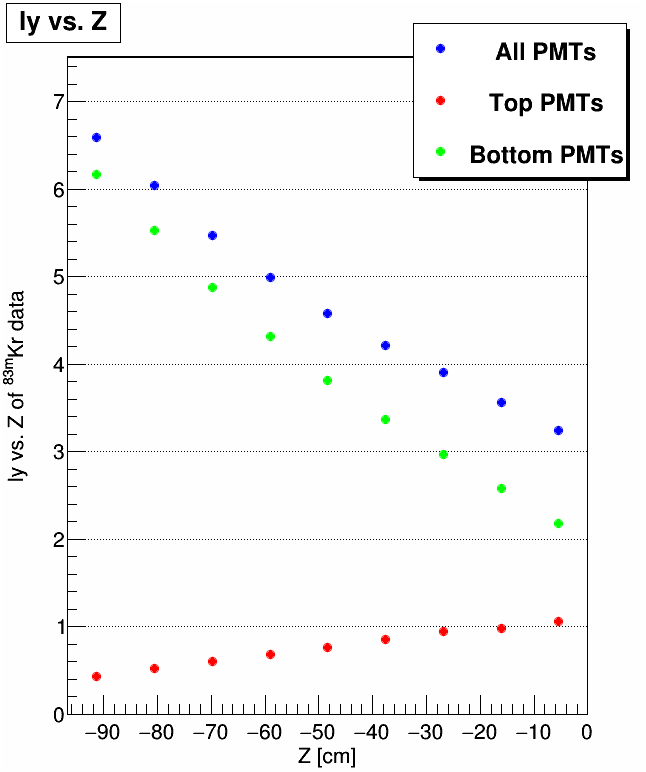 ly vs. Z
All PMTs
Top PMTs
Bottom PMTs
7
6
5
4
3
2
1
0
ly vs. Z of ⁸³ᵐKr data
−90 −80 −70 −60 −50 −40 −30 −20 −10 0
Z [cm]